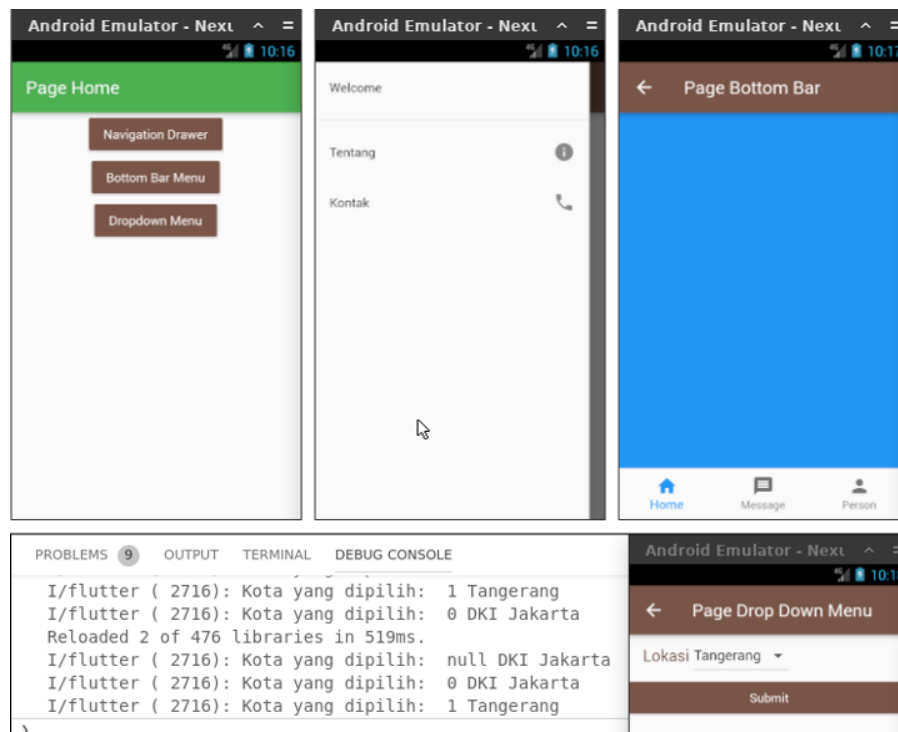 Android Emulator - Nexu
10:16
Page Home
Navigation Drawer
Bottom Bar Menu
Dropdown Menu
Android Emulator - Nexu
10:16
Welcome
Tentang
Kontak
Android Emulator - Nexu
10:17
Page Bottom Bar
Home
Message
Person
PROBLEMS 9 OUTPUT TERMINAL DEBUG CONSOLE
I/flutter ( 2716): Kota yang dipilih: 1 Tangerang
I/flutter ( 2716): Kota yang dipilih: 0 DKI Jakarta
Reloaded 2 of 476 libraries in 519ms.
I/flutter ( 2716): Kota yang dipilih: null DKI Jakarta
I/flutter ( 2716): Kota yang dipilih: 0 DKI Jakarta
I/flutter ( 2716): Kota yang dipilih: 1 Tangerang
Android Emulator - Nexu
Page Drop Down Menu
Lokasi Tangerang
Submit